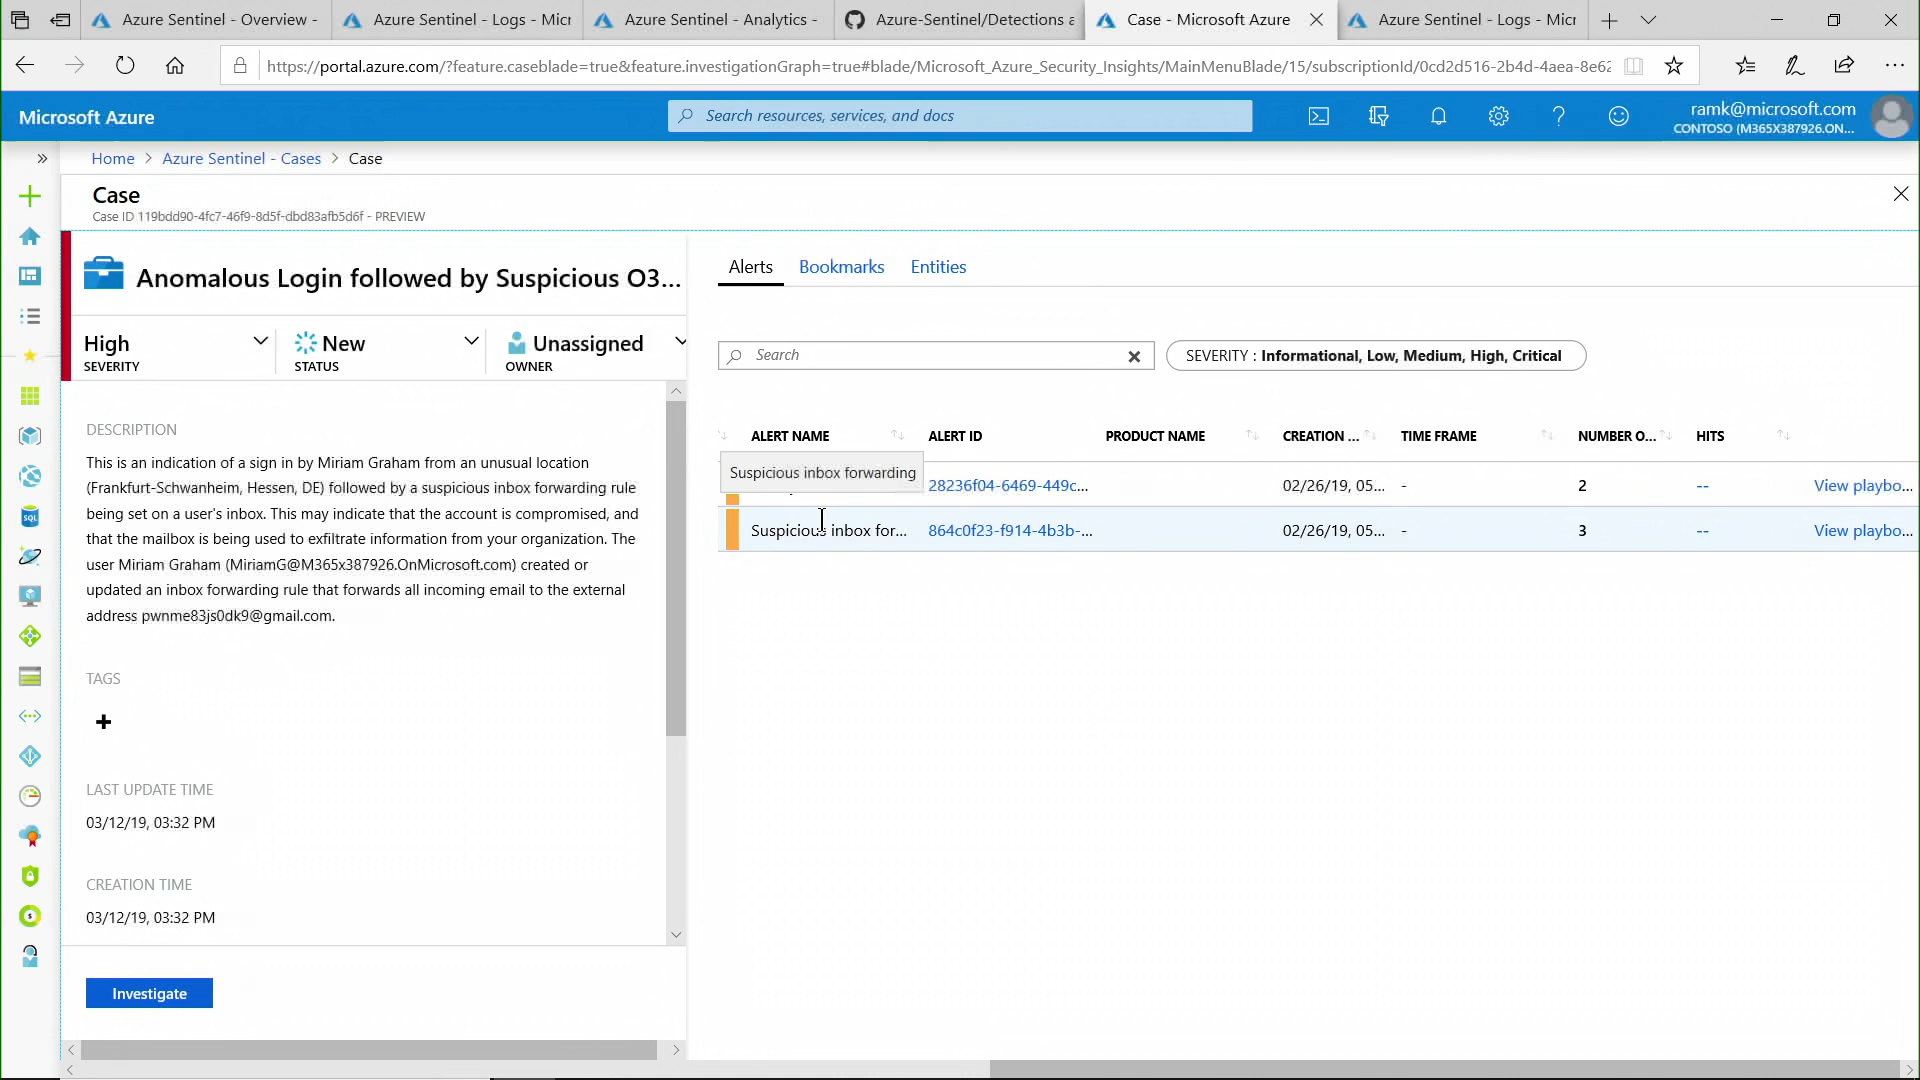 Azure Sentinel - Overview -
Azure Sentinel - Logs - Micr
Azure Sentinel - Analytics -
Azure-Sentinel/Detections a
Case - Microsoft Azure
Azure Sentinel - Logs - Micr
https://portal.azure.com/?feature.caseblade=true&feature.investigationGraph=true#blade/Microsoft_Azure_Security_Insights/MainMenuBlade/15/subscriptionId/0cd2d516-2b4d-4aea-8e62
Microsoft Azure
Search resources, services, and docs
ramk@microsoft.com
CONTOSO (M365X387926.ON...
Home > Azure Sentinel - Cases > Case
Case
Case ID 119bdd90-4fc7-46f9-8d5f-dbd83afb5d6f - PREVIEW
Anomalous Login followed by Suspicious O3...
High
SEVERITY
New
STATUS
Unassigned
OWNER
DESCRIPTION
This is an indication of a sign in by Miriam Graham from an unusual location
(Frankfurt-Schwanheim, Hessen, DE) followed by a suspicious inbox forwarding rule
being set on a user's inbox. This may indicate that the account is compromised, and
that the mailbox is being used to exfiltrate information from your organization. The
user Miriam Graham (MiriamG@M365x387926.OnMicrosoft.com) created or
updated an inbox forwarding rule that forwards all incoming email to the external
address pwnme83js0dk9@gmail.com.
TAGS
LAST UPDATE TIME
03/12/19, 03:32 PM
CREATION TIME
03/12/19, 03:32 PM
Investigate
Alerts Bookmarks Entities
Search
SEVERITY : Informational, Low, Medium, High, Critical
ALERT NAME ALERT ID PRODUCT NAME CREATION ... TIME FRAME NUMBER O... HITS
Suspicious inbox forwarding
28236f04-6469-449c... 02/26/19, 05... - 2 -- View playbo...
Suspicious inbox for... 864c0f23-f914-4b3b-... 02/26/19, 05... - 3 -- View playbo...